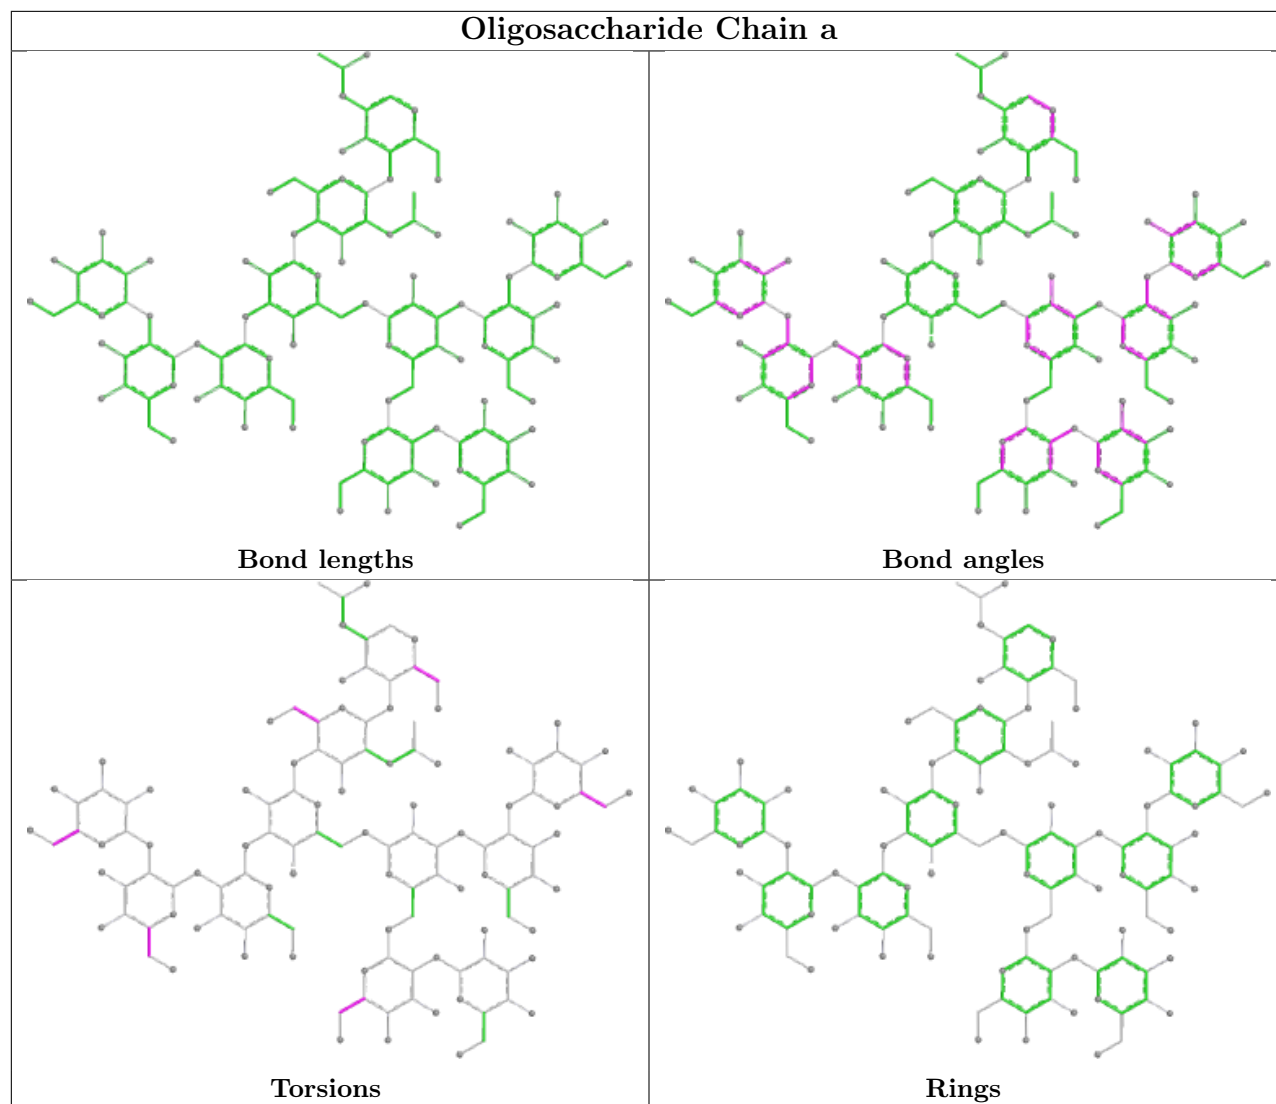 Oligosaccharide Chain a
Bond lengths
Bond angles
Torsions
Rings